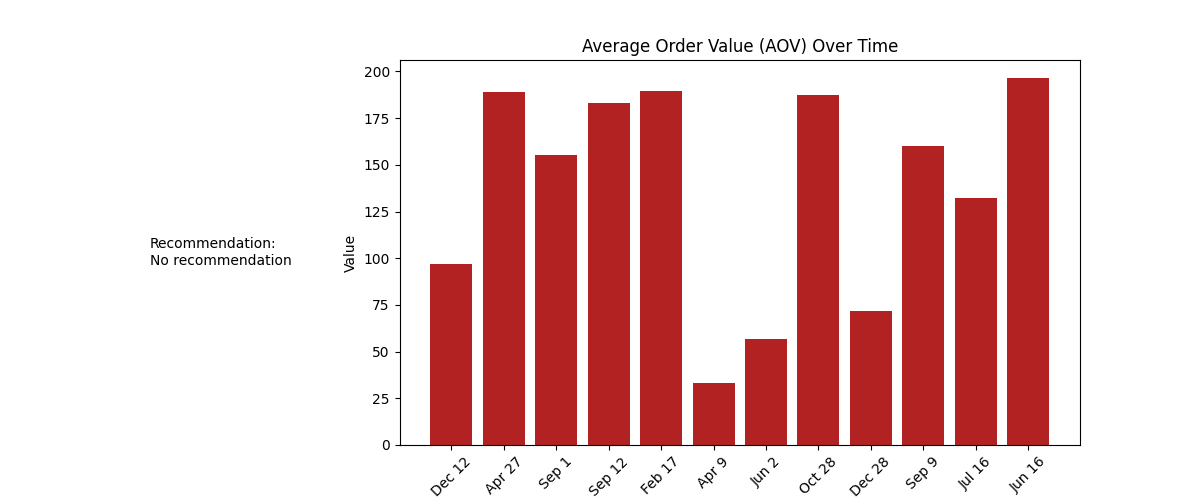 Average Order Value (AOV) Over Time
Recommendation:
No recommendation
Value
200
175
150
125
100
75
50
25
0
Dec 12
Apr 27
Sep 1
Sep 12
Feb 17
Apr 9
Jun 2
Oct 28
Dec 28
Sep 9
Jul 16
Jun 16